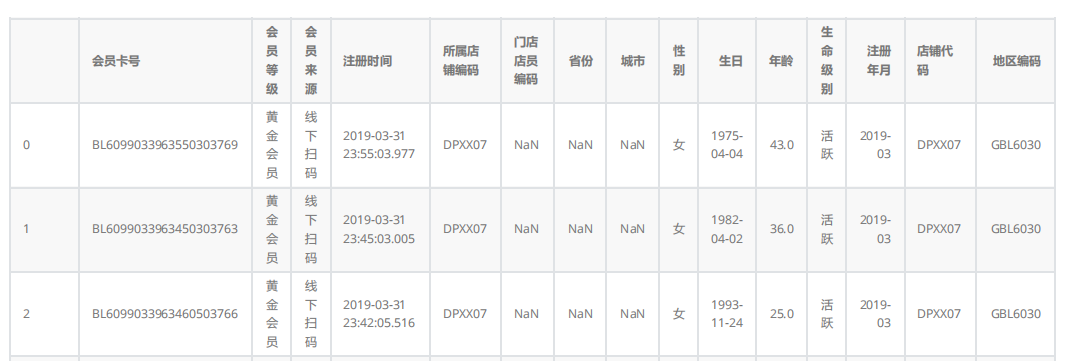 会员卡号 会员等级 会员来源 注册时间 所属店铺编码 门店店员编码 省份 城市 性别 生日 年龄 生命级别 注册年月 店铺代码 地区编码
0 BL6099033963550303769 黄金会员 线下扫码 2019-03-31 23:55:03.977 DPXX07 NaN NaN NaN 女 1975-04-04 43.0 活跃 2019-03 DPXX07 GBL6030
1 BL6099033963450303763 黄金会员 线下扫码 2019-03-31 23:45:03.005 DPXX07 NaN NaN NaN 女 1982-04-02 36.0 活跃 2019-03 DPXX07 GBL6030
2 BL6099033963460503766 黄金会员 线下扫码 2019-03-31 23:42:05.516 DPXX07 NaN NaN NaN 女 1993-11-24 25.0 活跃 2019-03 DPXX07 GBL6030